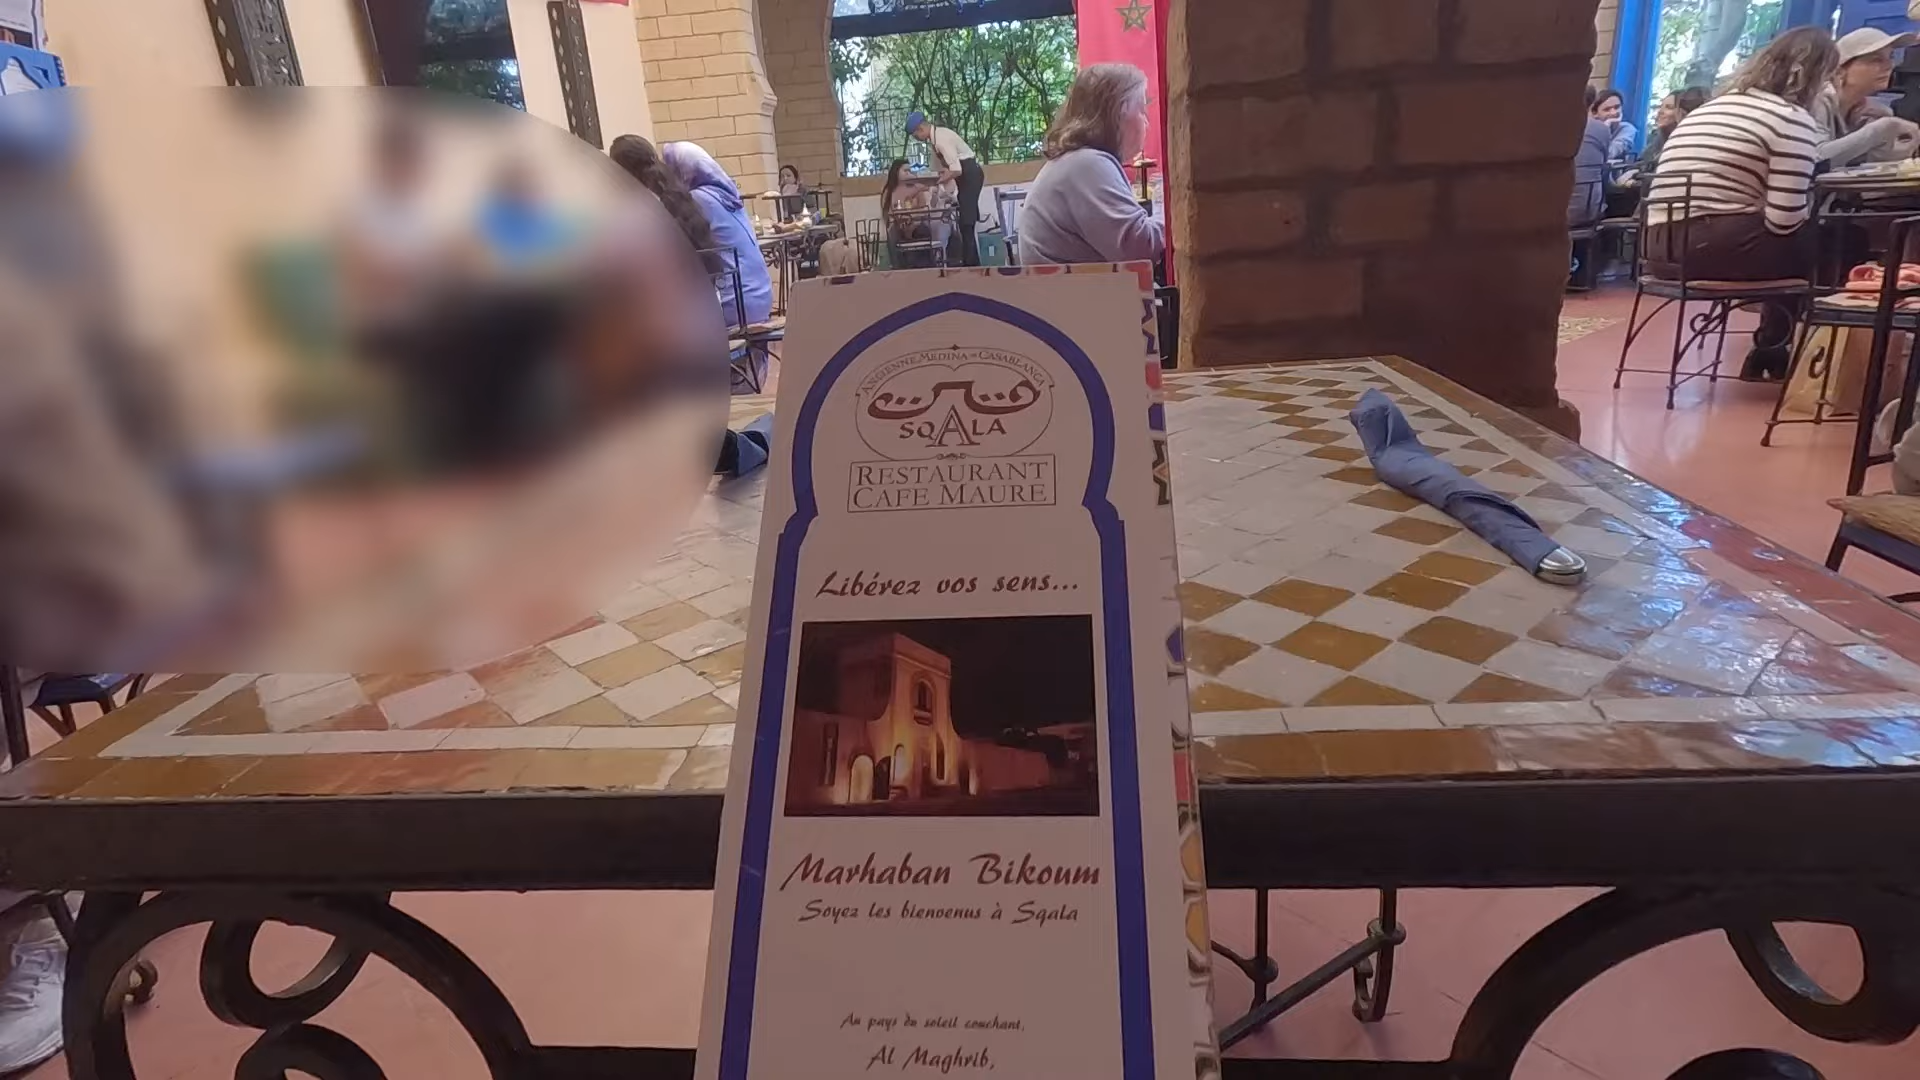 ANCIENNE MEDINA DE CASABLANCA
SQALA
RESTAURANT
CAFE MAURE
Libérez vos sens...
Marhaban Bikoum
Soyez les bienvenus à Sqala
Au pays du soleil couchant,
Al Maghrib,